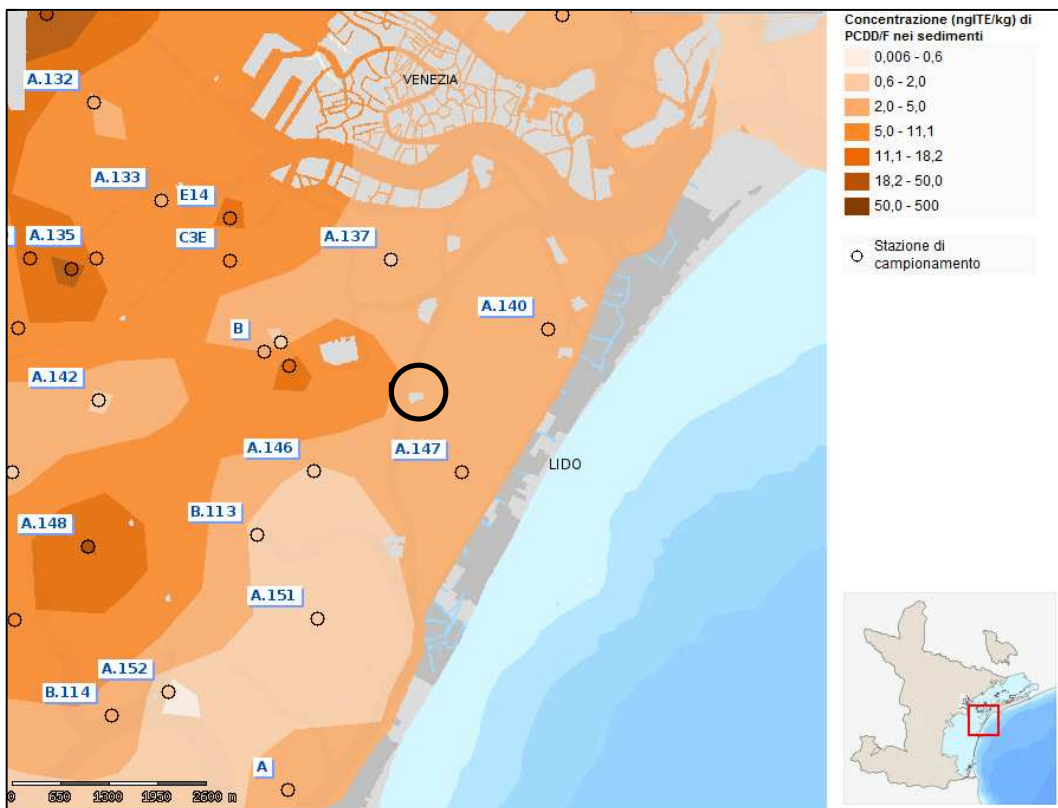 Concentrazione (ngITE/kg) di
PCDD/F nei sedimenti
0,006 - 0,6
0,6 - 2,0
2,0 - 5,0
5,0 - 11,1
11,1 - 18,2
18,2 - 50,0
50,0 - 500
Stazione di
campionamento
A.132
VENEZIA
A.133
E14
A.135
C3E
A.137
A.140
B
A.142
A.146
A.147
LIDO
B.113
A.148
A.151
A.152
B.114
A
0 650 1300 1950 2600 m